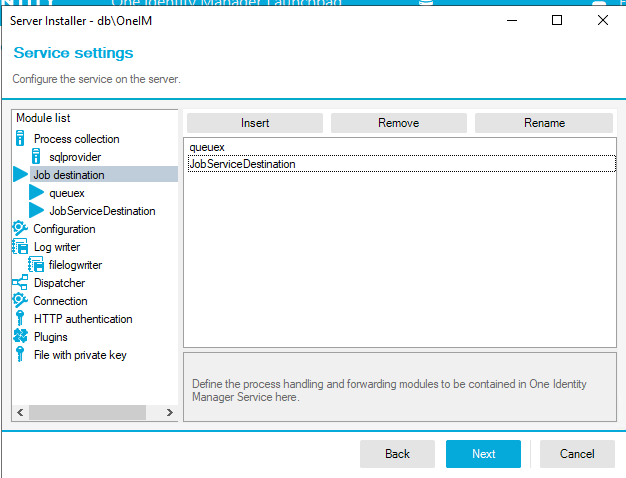 One Identity Manager Launchpad
Server Installer - db\OneIM
Service settings
Configure the service on the server.
Module list
Process collection
sqlprovider
Job destination
queuex
JobServiceDestination
Configuration
Log writer
filelogwriter
Dispatcher
Connection
HTTP authentication
Plugins
File with private key
Insert
Remove
Rename
queuex
JobServiceDestination
Define the process handling and forwarding modules to be contained in One Identity
Manager Service here.
Back
Next
Cancel